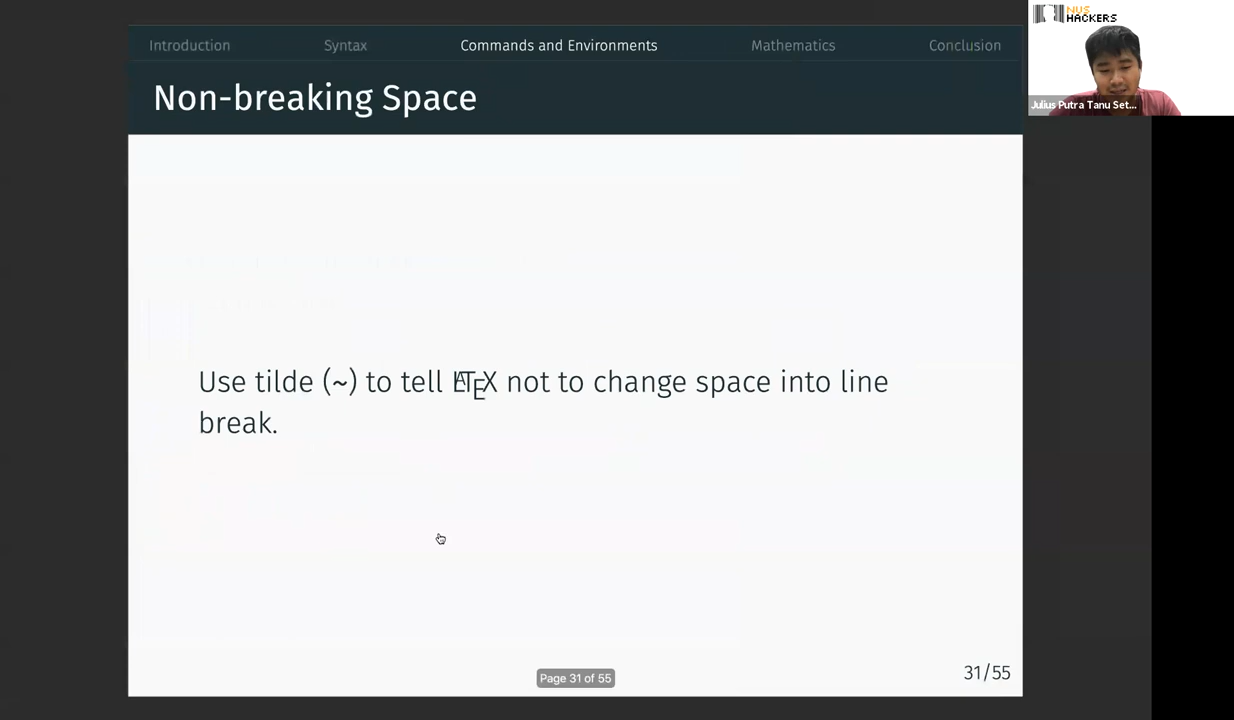 NUS
HACKERS
Introduction Syntax Commands and Environments Mathematics Conclusion
Non-breaking Space
Julius Putra Tanu Set...
Use tilde (~) to tell LATEX not to change space into line
break.
31/55
Page 31 of 55